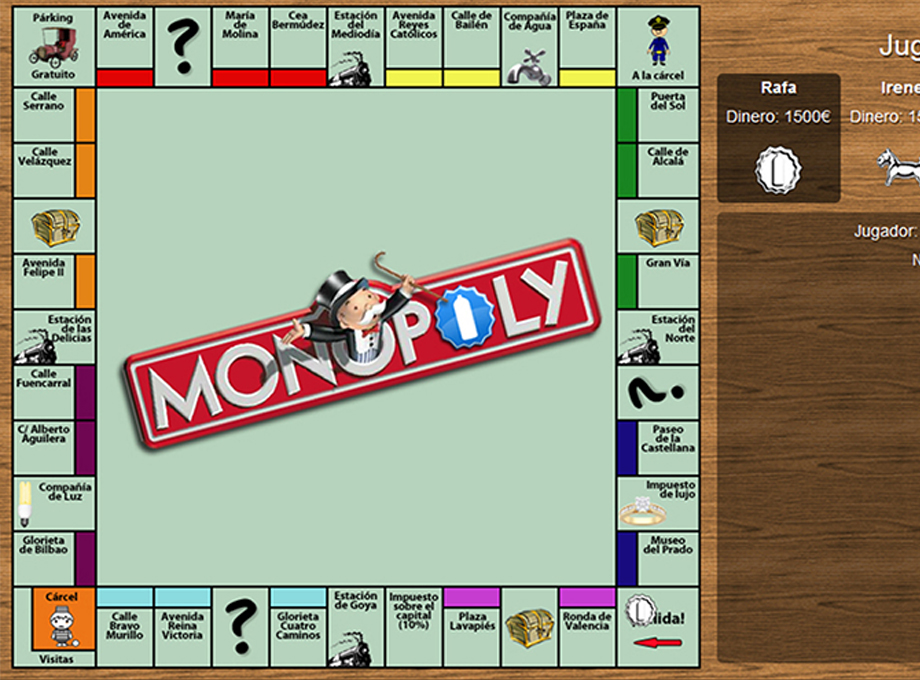 Párking
Gratuito
Avenida
de
América
?
María
de
Molina
Cea
Bermúdez
Estación
del
Mediodía
Avenida
Reyes
Católicos
Calle de
Bailén
Compañía
de Agua
Plaza de
España
A la cárcel
Calle
Serrano
Calle
Velázquez
Avenida
Felipe II
Estación
de las
Delicias
Calle
Fuencarral
C/ Alberto
Aguilera
Compañía
de Luz
Glorieta
de Bilbao
Puerta
del Sol
Calle de
Alcalá
Gran Vía
Estación
del
Norte
?
Paseo
de la
Castellana
Impuesto
de lujo
Museo
del Prado
MONOPOLY
Cárcel
Visitas
Calle
Bravo
Murillo
Avenida
Reina
Victoria
?
Glorieta
Cuatro
Caminos
Estación
de Goya
Impuesto
sobre el
capital
(10%)
Plaza
Lavapiés
Ronda de
Valencia
ida!
Jug
Rafa
Dinero: 1500€
Irene
Dinero: 15
Jugador:
N